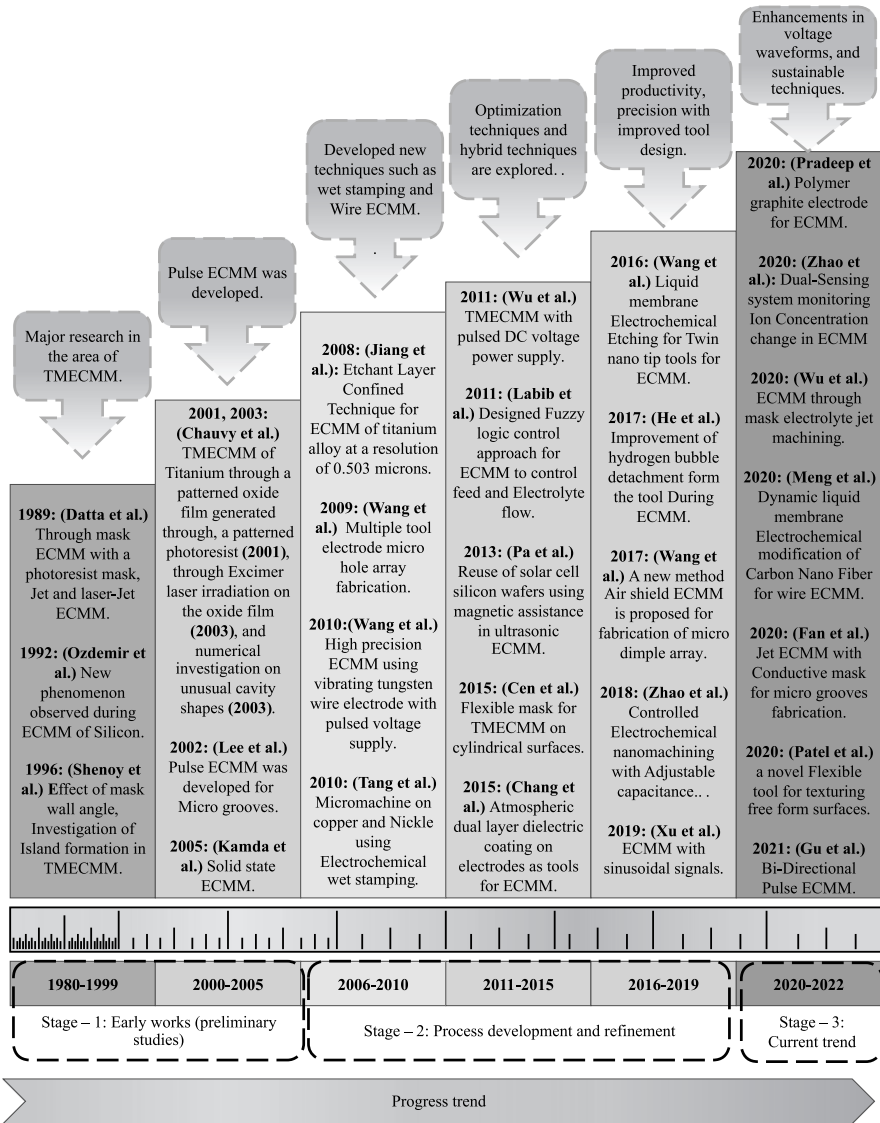 Major research in
the area of
TMECMM.
1989: (Datta et al.)
Through mask
ECMM with a
photoresist mask,
Jet and laser-Jet
ECMM.
1992: (Ozdemir et
al.) New
phenomenon
observed during
ECMM of Silicon.
1996: (Shenoy et
al.) Effect of mask
wall angle,
Investigation of
Island formation in
TMECMM.
Pulse ECMM was
developed.
2001, 2003:
(Chauvy et al.)
TMECMM of
Titanium through a
patterned oxide
film generated
through, a patterned
photoresist (2001),
through Excimer
laser irradiation on
the oxide film
(2003), and
numerical
investigation on
unusual cavity
shapes (2003).
2002: (Lee et al.)
Pulse ECMM was
developed for
Micro grooves.
2005: (Kamda et
al.) Solid state
ECMM.
Developed new
techniques such as
wet stamping and
Wire ECMM.
.
2008: (Jiang et
al.): Etchant Layer
Confined
Technique for
ECMM of titanium
alloy at a resolution
of 0.503 microns.
2009: (Wang et
al.) Multiple tool
electrode micro
hole array
fabrication.
2010:(Wang et al.)
High precision
ECMM using
vibrating tungsten
wire electrode with
pulsed voltage
supply.
2010: (Tang et al.)
Micromachine on
copper and Nickle
using
Electrochemical
wet stamping.
Optimization
techniques and
hybrid techniques
are explored. .
2011: (Wu et al.)
TMECMM with
pulsed DC voltage
power supply.
2011: (Labib et
al.) Designed Fuzzy
logic control
approach for
ECMM to control
feed and Electrolyte
flow.
2013: (Pa et al.)
Reuse of solar cell
silicon wafers using
magnetic assistance
in ultrasonic
ECMM.
2015: (Cen et al.)
Flexible mask for
TMECMM on
cylindrical surfaces.
2015: (Chang et
al.) Atmospheric
dual layer dielectric
coating on
electrodes as tools
for ECMM.
Improved
productivity,
precision with
improved tool
design.
2016: (Wang et
al.) Liquid
membrane
Electrochemical
Etching for Twin
nano tip tools for
ECMM.
2017: (He et al.)
Improvement of
hydrogen bubble
detachment form
the tool During
ECMM.
2017: (Wang et
al.) A new method
Air shield ECMM
is proposed for
fabrication of micro
dimple array.
2018: (Zhao et al.)
Controlled
Electrochemical
nanomachining
with Adjustable
capacitance.. .
2019: (Xu et al.)
ECMM with
sinusoidal signals.
Enhancements in
voltage
waveforms, and
sustainable
techniques.
2020: (Pradeep et
al.) Polymer
graphite electrode
for ECMM.
2020: (Zhao et
al.): Dual-Sensing
system monitoring
Ion Concentration
change in ECMM
2020: (Wu et al.)
ECMM through
mask electrolyte jet
machining.
2020: (Meng et al.)
Dynamic liquid
membrane
Electrochemical
modification of
Carbon Nano Fiber
for wire ECMM.
2020: (Fan et al.)
Jet ECMM with
Conductive mask
for micro grooves
fabrication.
2020: (Patel et al.)
a novel Flexible
tool for texturing
free form surfaces.
2021: (Gu et al.)
Bi-Directional
Pulse ECMM.
1980-1999
2000-2005
2006-2010
2011-2015
2016-2019
2020-2022
Stage – 1: Early works (preliminary
studies)
Stage – 2: Process development and refinement
Stage – 3:
Current trend
Progress trend